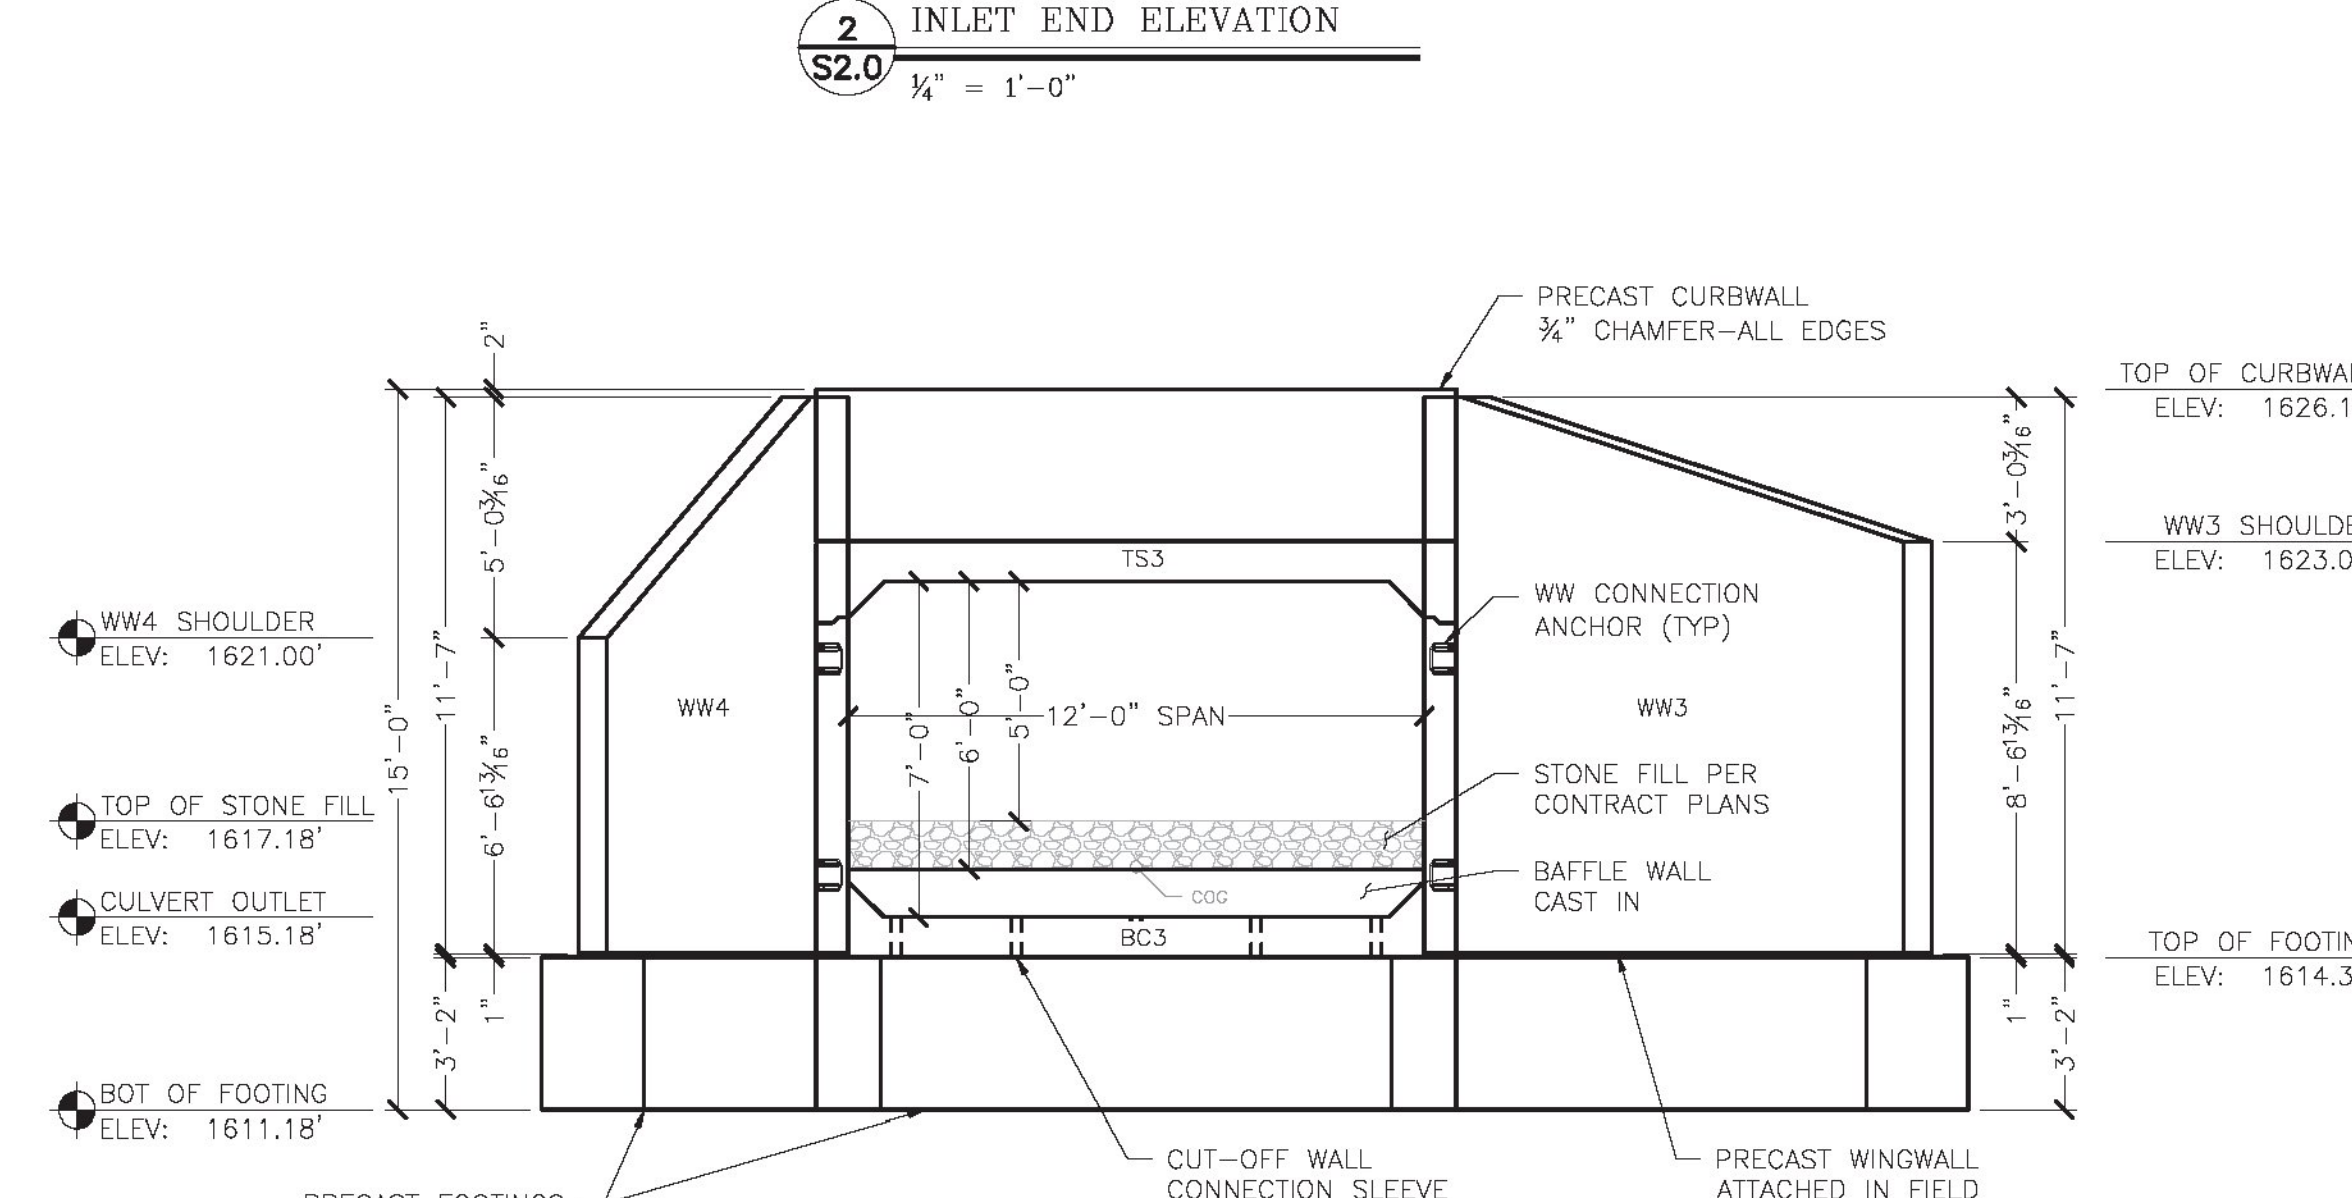 2
S2.0
INLET END ELEVATION
¼" = 1'-0"
PRECAST CURBWALL
¾" CHAMFER-ALL EDGES
2"
5'-0³⁄₁₆"
6'-6¹³⁄₁₆"
1"
11'-7"
3'-2"
15'-0"
WW4 SHOULDER
ELEV: 1621.00'
TOP OF STONE FILL
ELEV: 1617.18'
CULVERT OUTLET
ELEV: 1615.18'
BOT OF FOOTING
ELEV: 1611.18'
WW4
TS3
7'-0"
6'-0"
5'-0"
12'-0" SPAN
COG
BC3
WW CONNECTION
ANCHOR (TYP)
WW3
STONE FILL PER
CONTRACT PLANS
BAFFLE WALL
CAST IN
3'-0³⁄₁₆"
8'-6¹³⁄₁₆"
1"
11'-7"
3'-2"
TOP OF CURBWA
ELEV: 1626.1
WW3 SHOULDE
ELEV: 1623.0
TOP OF FOOTIN
ELEV: 1614.3
PRECAST FOOTINGS
CUT-OFF WALL
CONNECTION SLEEVE
PRECAST WINGWALL
ATTACHED IN FIELD